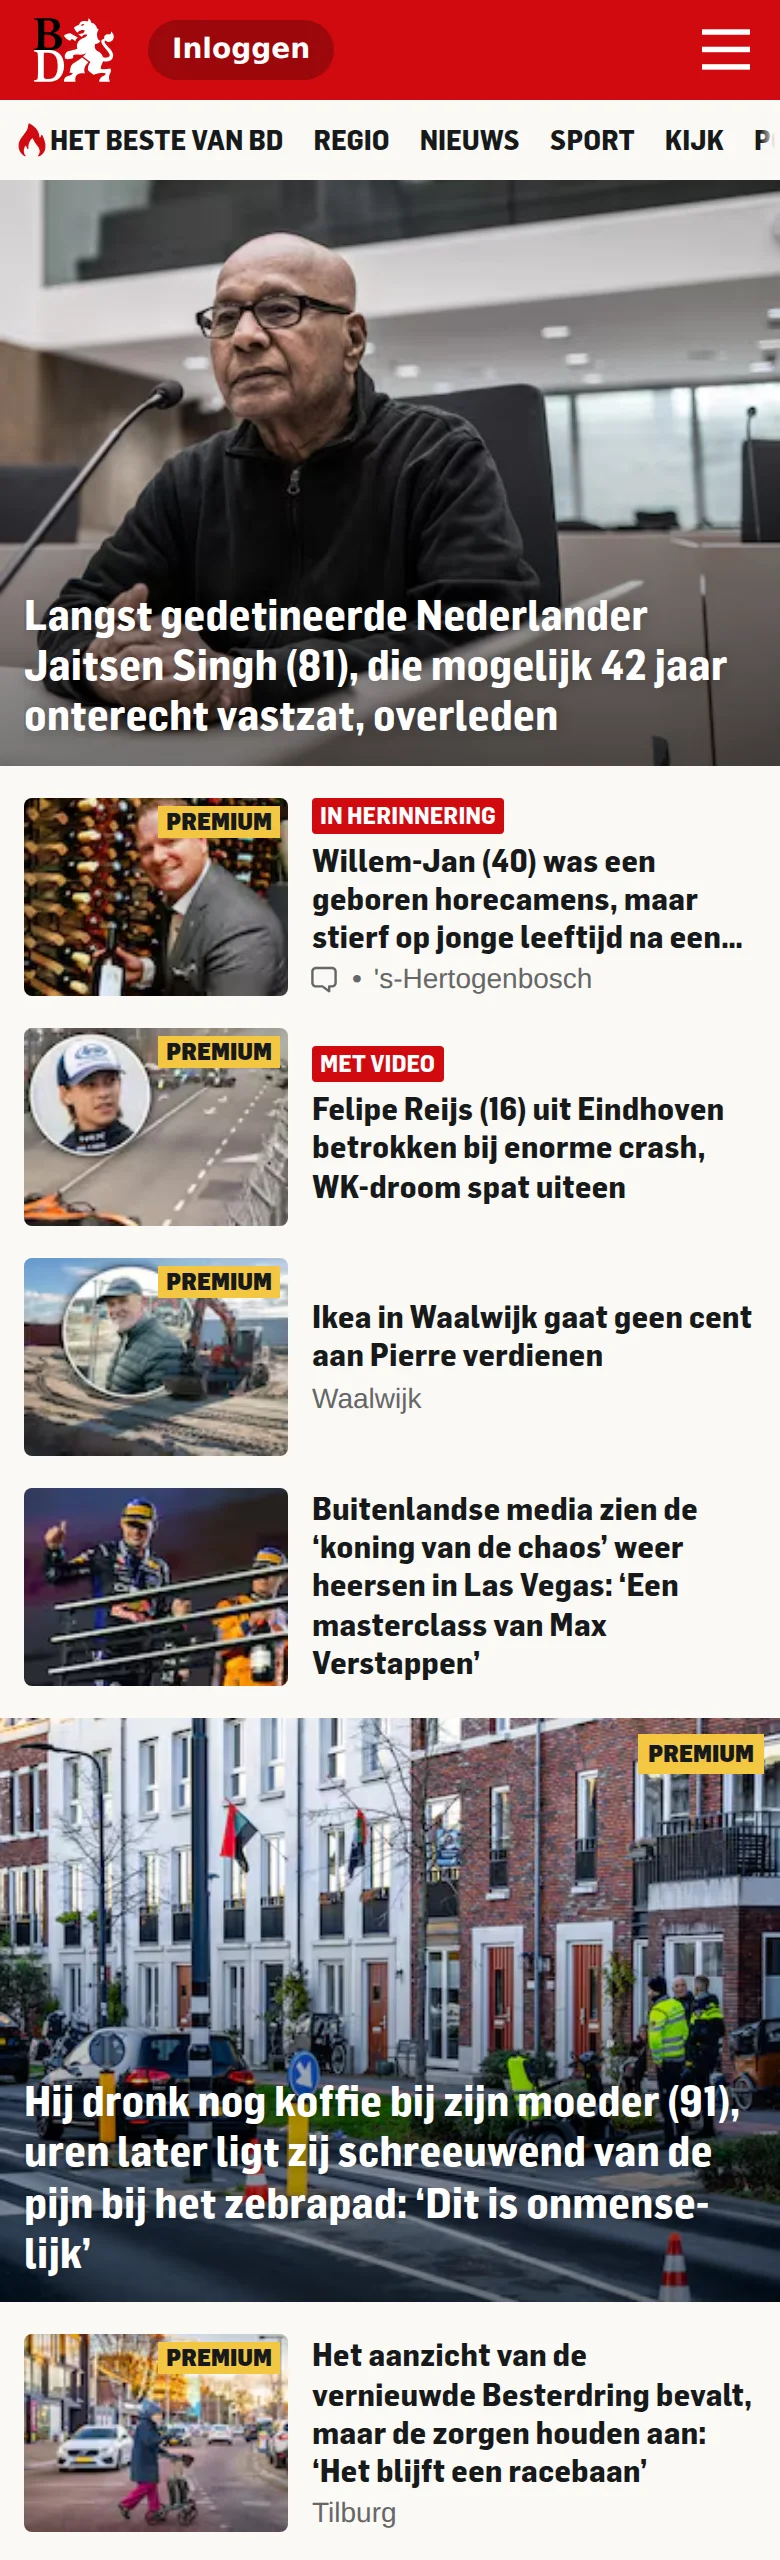 BD
Inloggen
HET BESTE VAN BD REGIO NIEUWS SPORT KIJK
Langst gedetineerde Nederlander
Jaitsen Singh (81), die mogelijk 42 jaar
onterecht vastzat, overleden
PREMIUM
IN HERINNERING
Willem-Jan (40) was een
geboren horecamens, maar
stierf op jonge leeftijd na een...
• 's-Hertogenbosch
PREMIUM
MET VIDEO
Felipe Reijs (16) uit Eindhoven
betrokken bij enorme crash,
WK-droom spat uiteen
PREMIUM
Ikea in Waalwijk gaat geen cent
aan Pierre verdienen
Waalwijk
Buitenlandse media zien de
‘koning van de chaos’ weer
heersen in Las Vegas: ‘Een
masterclass van Max
Verstappen’
PREMIUM
Hij dronk nog koffie bij zijn moeder (91),
uren later ligt zij schreeuwend van de
pijn bij het zebrapad: ‘Dit is onmense-
lijk’
PREMIUM
Het aanzicht van de
vernieuwde Besterdring bevalt,
maar de zorgen houden aan:
‘Het blijft een racebaan’
Tilburg